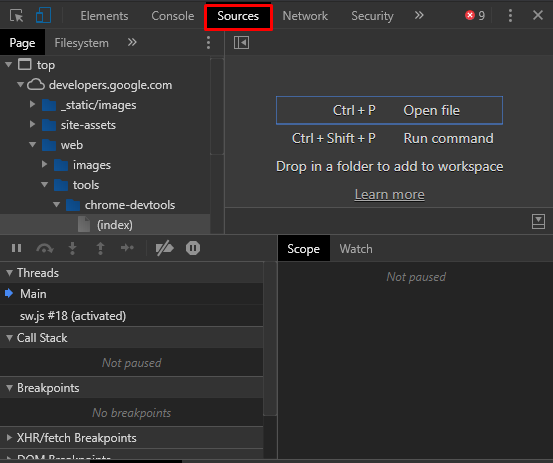 Elements Console Sources Network Security » 9
Page Filesystem »
top
developers.google.com
_static/images
site-assets
web
images
tools
chrome-devtools
(index)
Ctrl + P Open file
Ctrl + Shift + P Run command
Drop in a folder to add to workspace
Learn more
Threads
Main
sw.js #18 (activated)
Call Stack
Not paused
Breakpoints
No breakpoints
XHR/fetch Breakpoints
DOM Breakpoints
Scope Watch
Not paused